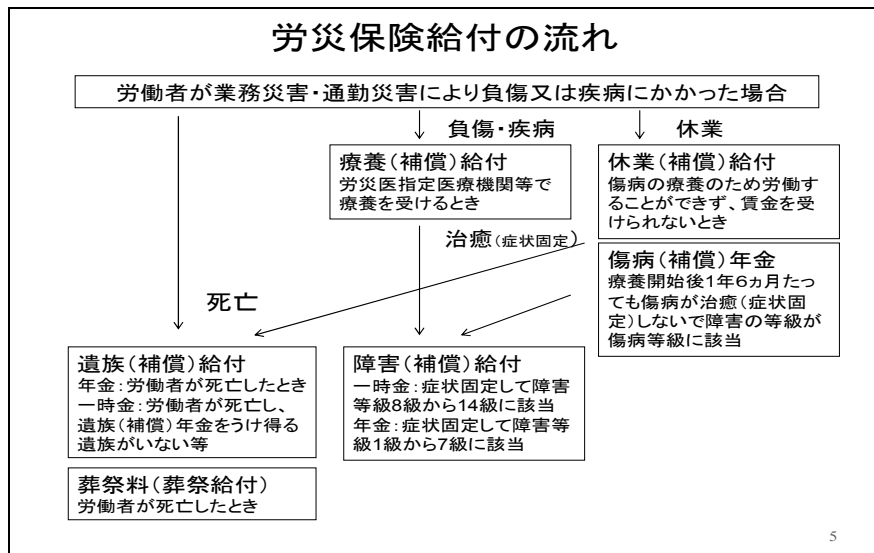 労災保険給付の流れ
労働者が業務災害・通勤災害により負傷又は疾病にかかった場合
負傷・疾病
休業
療養(補償)給付
労災医指定医療機関等で
療養を受けるとき
休業(補償)給付
傷病の療養のため労働す
ることができず、賃金を受
けられないとき
治癒(症状固定)
傷病(補償)年金
療養開始後1年6ヵ月たっ
ても傷病が治癒(症状固
定)しないで障害の等級が
傷病等級に該当
死亡
遺族(補償)給付
年金:労働者が死亡したとき
一時金:労働者が死亡し、
遺族(補償)年金をうけ得る
遺族がいない等
障害(補償)給付
一時金:症状固定して障害
等級8級から14級に該当
年金:症状固定して障害等
級1級から7級に該当
葬祭料(葬祭給付)
労働者が死亡したとき
5